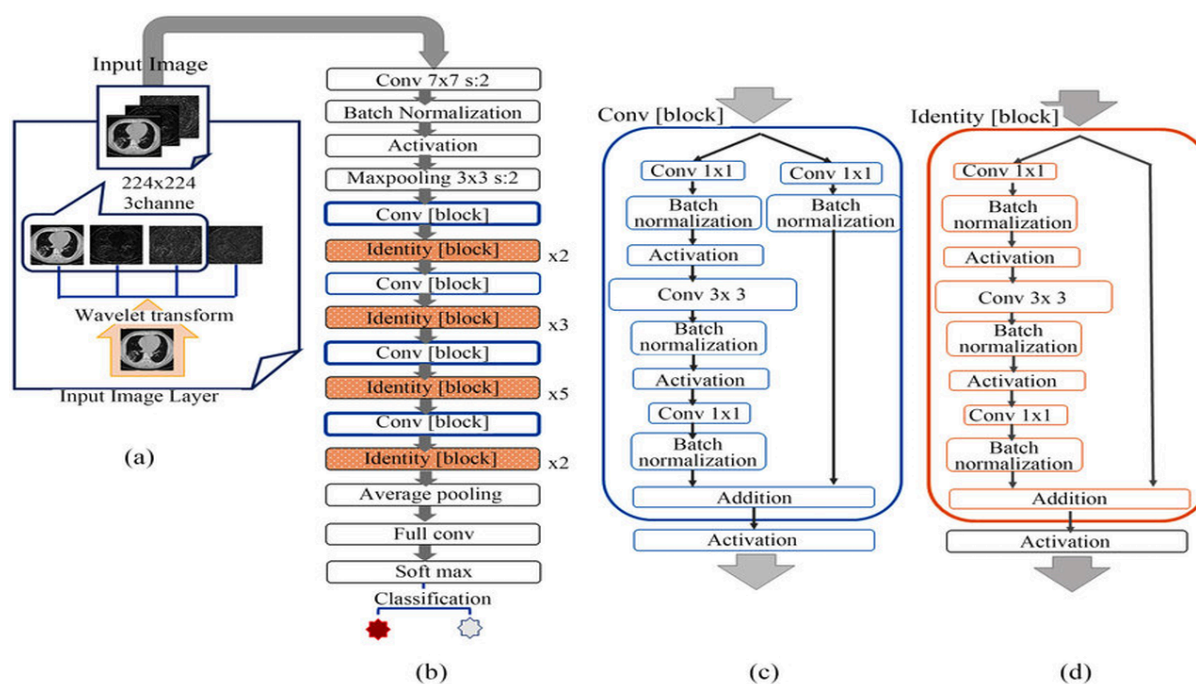 Input Image
224x224
3channe
Wavelet transform
Input Image Layer
(a)
Conv 7x7 s:2
Batch Normalization
Activation
Maxpooling 3x3 s:2
Conv [block]
Identity [block]
x2
Conv [block]
Identity [block]
x3
Conv [block]
Identity [block]
x5
Conv [block]
Identity [block]
x2
Average pooling
Full conv
Soft max
Classification
(b)
Conv [block]
Conv 1x1
Conv 1x1
Batch
normalization
Batch
normalization
Activation
Conv 3x 3
Batch
normalization
Activation
Conv 1x1
Batch
normalization
Addition
Activation
(c)
Identity [block]
Conv 1x1
Batch
normalization
Activation
Conv 3x 3
Batch
normalization
Activation
Conv 1x1
Batch
normalization
Addition
Activation
(d)